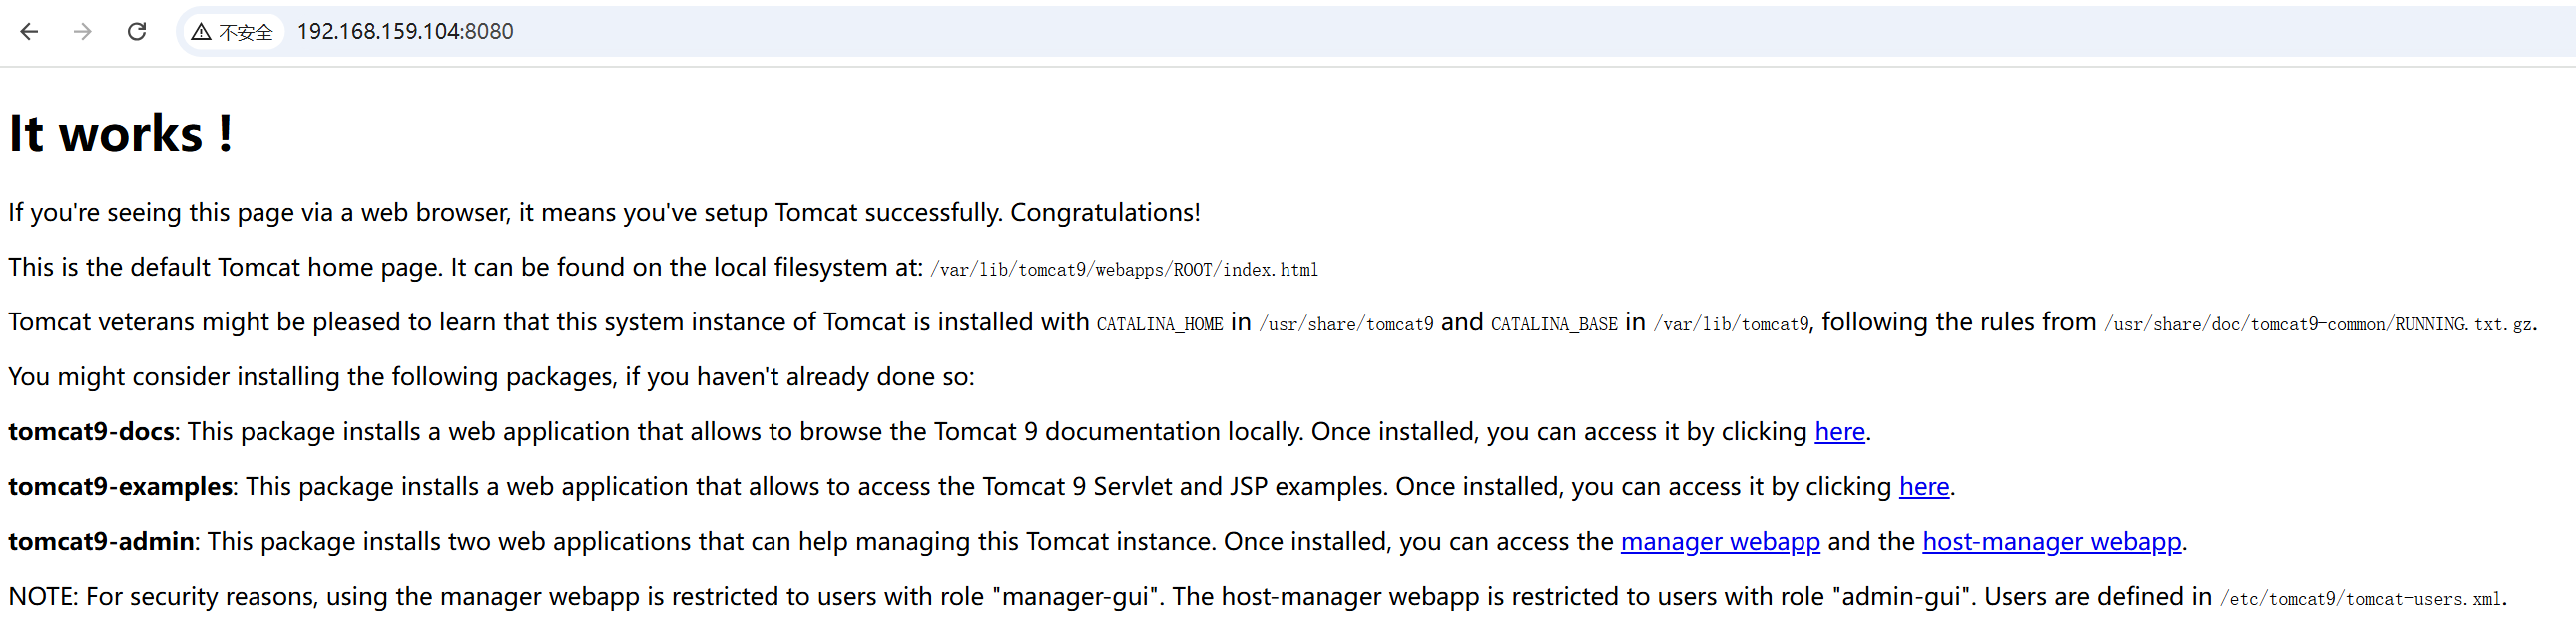 不安全 192.168.159.104:8080
It works !
If you're seeing this page via a web browser, it means you've setup Tomcat successfully. Congratulations!
This is the default Tomcat home page. It can be found on the local filesystem at: /var/lib/tomcat9/webapps/ROOT/index.html
Tomcat veterans might be pleased to learn that this system instance of Tomcat is installed with CATALINA_HOME in /usr/share/tomcat9 and CATALINA_BASE in /var/lib/tomcat9, following the rules from /usr/share/doc/tomcat9-common/RUNNING.txt.gz.
You might consider installing the following packages, if you haven't already done so:
tomcat9-docs: This package installs a web application that allows to browse the Tomcat 9 documentation locally. Once installed, you can access it by clicking here.
tomcat9-examples: This package installs a web application that allows to access the Tomcat 9 Servlet and JSP examples. Once installed, you can access it by clicking here.
tomcat9-admin: This package installs two web applications that can help managing this Tomcat instance. Once installed, you can access the manager webapp and the host-manager webapp.
NOTE: For security reasons, using the manager webapp is restricted to users with role "manager-gui". The host-manager webapp is restricted to users with role "admin-gui". Users are defined in /etc/tomcat9/tomcat-users.xml.